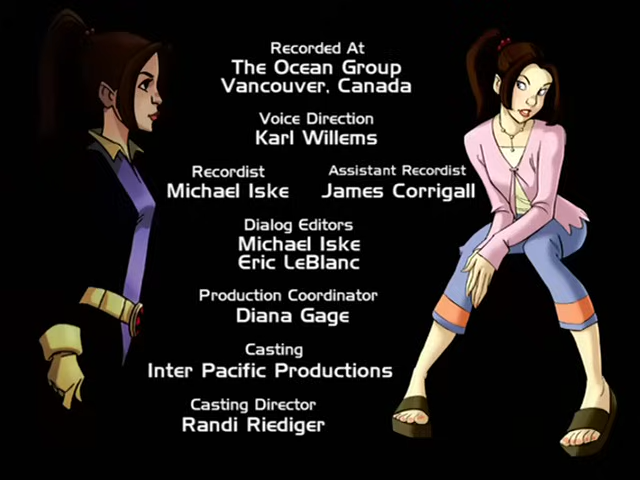 Recorded At
The Ocean Group
Vancouver, Canada
Voice Direction
Karl Willems
Recordist
Michael Iske
Assistant Recordist
James Corrigall
Dialog Editors
Michael Iske
Eric LeBlanc
Production Coordinator
Diana Gage
Casting
Inter Pacific Productions
Casting Director
Randi Riediger